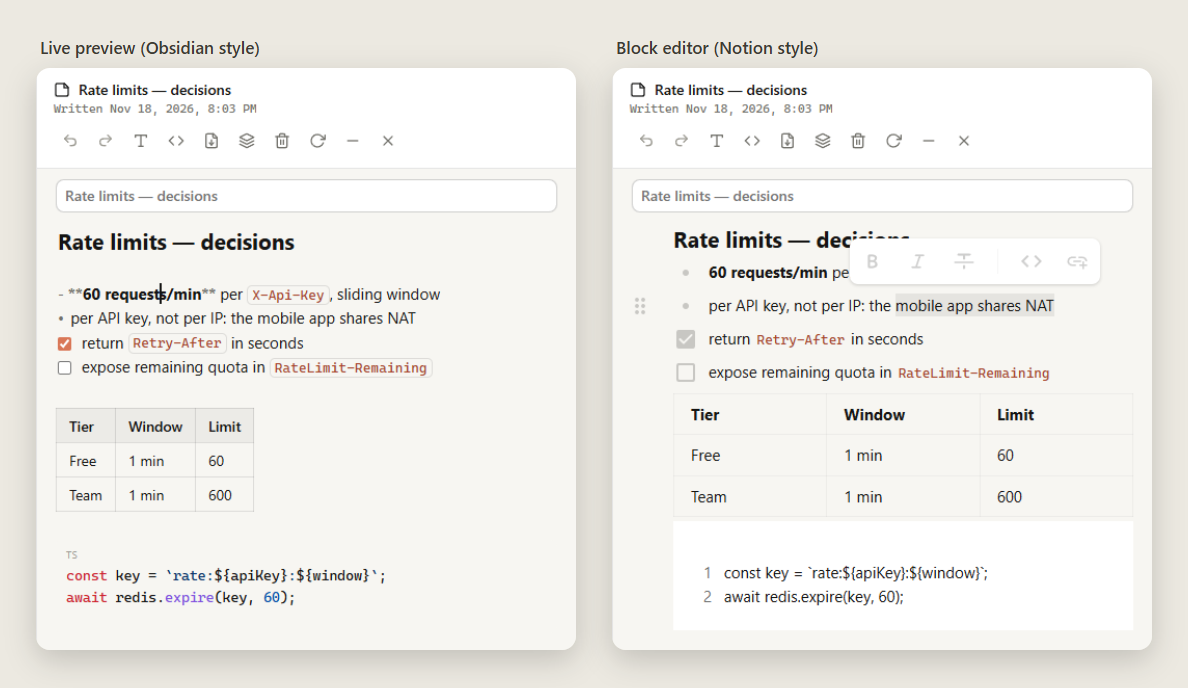 Live preview (Obsidian style)
Rate limits — decisions
Written Nov 18, 2026, 8:03 PM
Rate limits — decisions
Rate limits — decisions
- **60 requests/min** per X-Api-Key, sliding window
• per API key, not per IP: the mobile app shares NAT
return Retry-After in seconds
expose remaining quota in RateLimit-Remaining
Tier Window Limit
Free 1 min 60
Team 1 min 600
TS
const key = `rate:${apiKey}:${window}`;
await redis.expire(key, 60);
Block editor (Notion style)
Rate limits — decisions
Written Nov 18, 2026, 8:03 PM
Rate limits — decisions
Rate limits — decisions
• 60 requests/min pe
B I T
• per API key, not per IP: the mobile app shares NAT
return Retry-After in seconds
expose remaining quota in RateLimit-Remaining
Tier Window Limit
Free 1 min 60
Team 1 min 600
1 const key = `rate:${apiKey}:${window}`;
2 await redis.expire(key, 60);